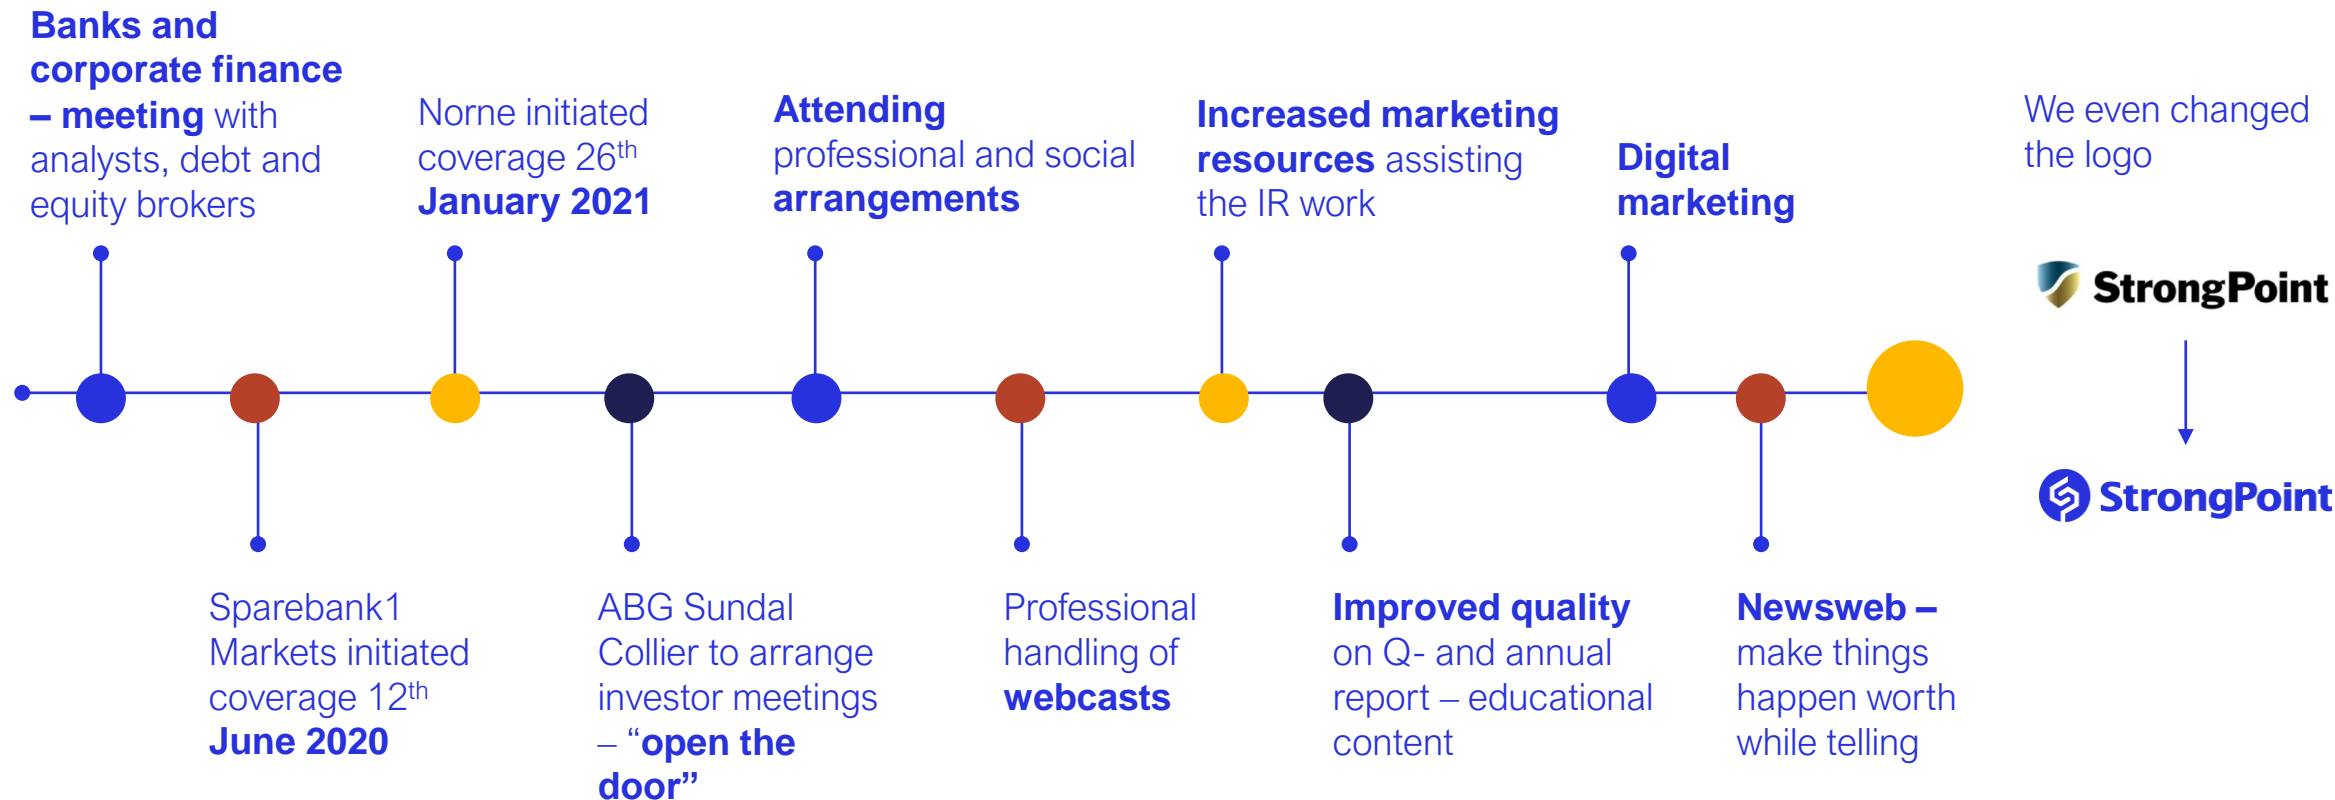 Banks and
corporate finance
– meeting with
analysts, debt and
equity brokers
Sparebank1
Markets initiated
coverage 12th
June 2020
Norne initiated
coverage 26th
January 2021
ABG Sundal
Collier to arrange
investor meetings
– “open the
door”
Attending
professional and social
arrangements
Professional
handling of
webcasts
Increased marketing
resources assisting
the IR work
Improved quality
on Q- and annual
report – educational
content
Digital
marketing
Newsweb –
make things
happen worth
while telling
We even changed
the logo
StrongPoint
StrongPoint